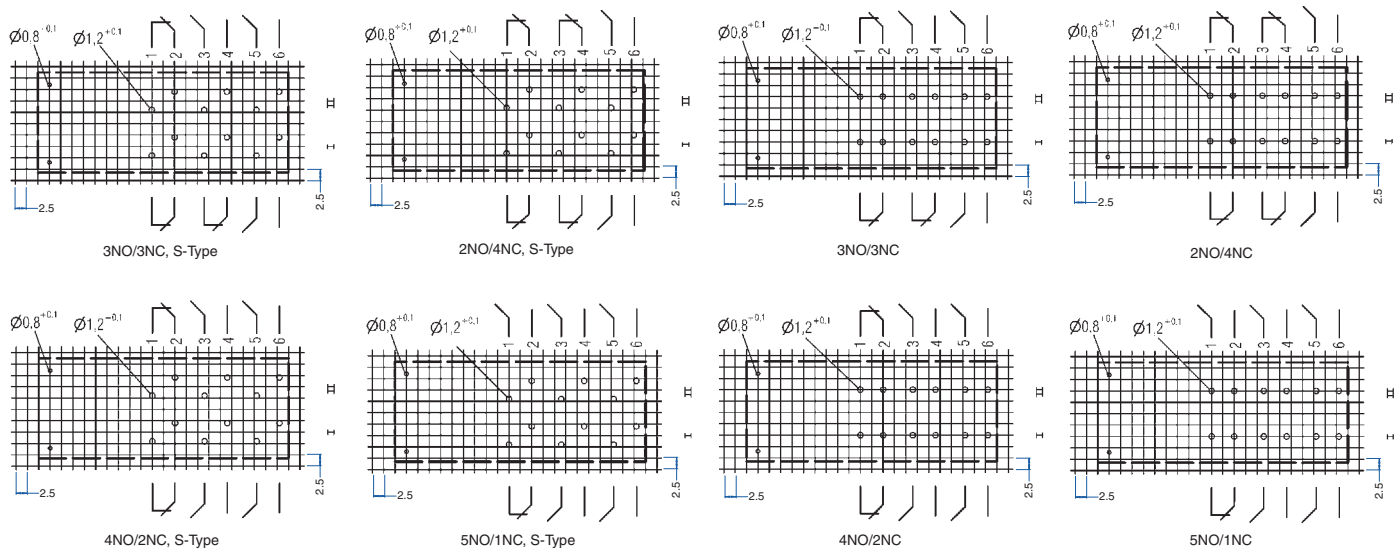 Ø0,8+0,1 Ø1,2+0,1 1 2 3 4 5 6
II
I
2.5
2.5
3NO/3NC, S-Type
Ø0,8+0,1 Ø1,2+0,1 1 2 3 4 5 6
II
I
2.5
2.5
2NO/4NC, S-Type
Ø0,8+0,1 Ø1,2-0,1 1 2 3 4 5 6
II
I
2.5
2.5
3NO/3NC
Ø0,8+0,1 Ø1,2+0,1 1 2 3 4 5 6
II
I
2.5
2.5
2NO/4NC
Ø0,8+0,1 Ø1,2-0,1 1 2 3 4 5 6
II
I
2.5
2.5
4NO/2NC, S-Type
Ø0,8+0,1 Ø1,2+0,1 1 2 3 4 5 6
II
I
2.5
2.5
5NO/1NC, S-Type
Ø0,8+0,1 Ø1,2+0,1 1 2 3 4 5 6
II
I
2.5
2.5
4NO/2NC
Ø0,8+0,1 Ø1,2+0,1 1 2 3 4 5 6
II
I
2.5
2.5
5NO/1NC